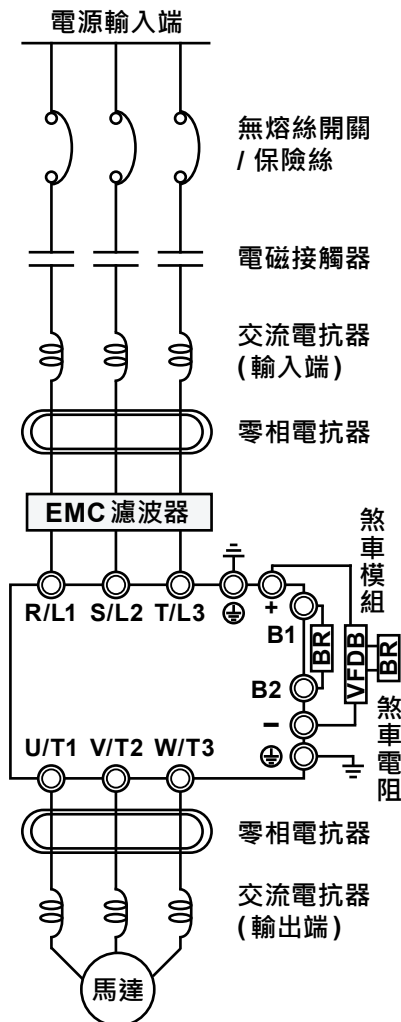 電源輸入端
無熔絲開關
/ 保險絲
電磁接觸器
交流電抗器
(輸入端)
零相電抗器
EMC 濾波器
煞車模組
R/L1 S/L2 T/L3
+
B1
BR
VFDB
BR
B2
−
煞車電阻
U/T1 V/T2 W/T3
零相電抗器
交流電抗器
(輸出端)
馬達